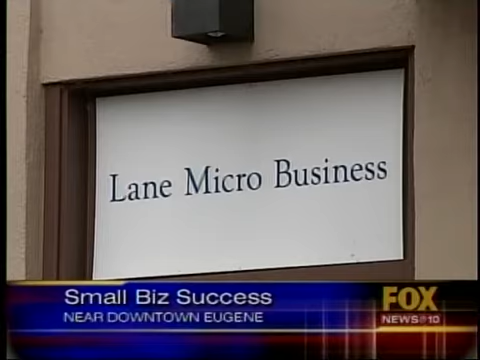 Lane Micro Business
Small Biz Success
NEAR DOWNTOWN EUGENE
FOX
NEWS@10